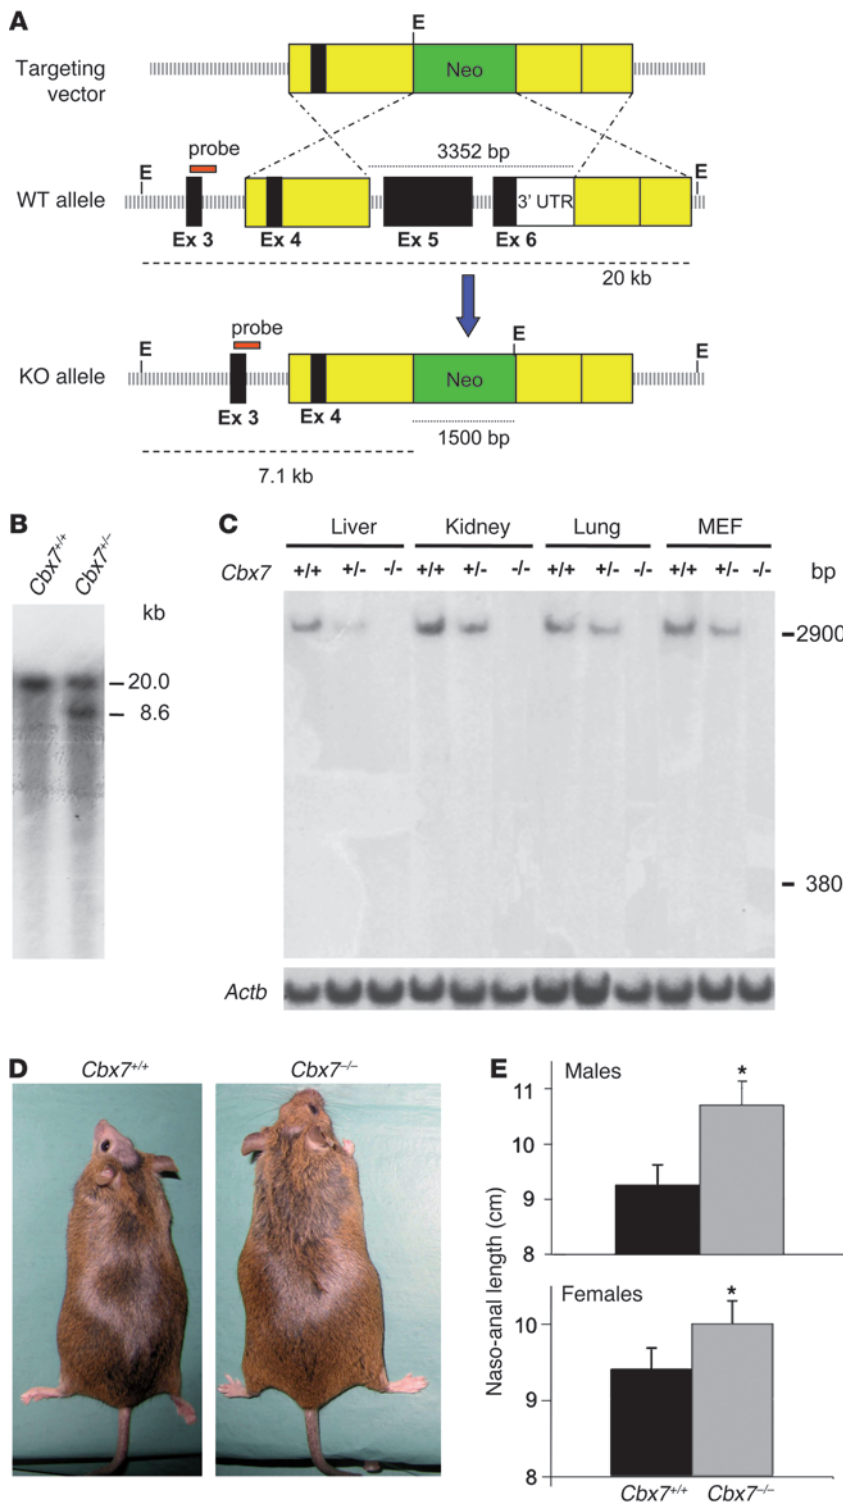 A
E
Targeting
vector
Neo
3352 bp
probe
E
E
WT allele
3' UTR
Ex 3
Ex 4
Ex 5
Ex 6
20 kb
probe
E
E
E
KO allele
Neo
Ex 3
Ex 4
1500 bp
7.1 kb
B
Cbx7+/+
Cbx7+/–
kb
20.0
8.6
C
Liver Kidney Lung MEF
Cbx7 +/+ +/- -/- +/+ +/- -/- +/+ +/- -/- +/+ +/- -/- bp
2900
380
Actb
D
Cbx7+/+
Cbx7–/–
E
Males
11
10
9
8
*
Naso-anal length (cm)
Females
10
9
8
*
Cbx7+/+ Cbx7–/–